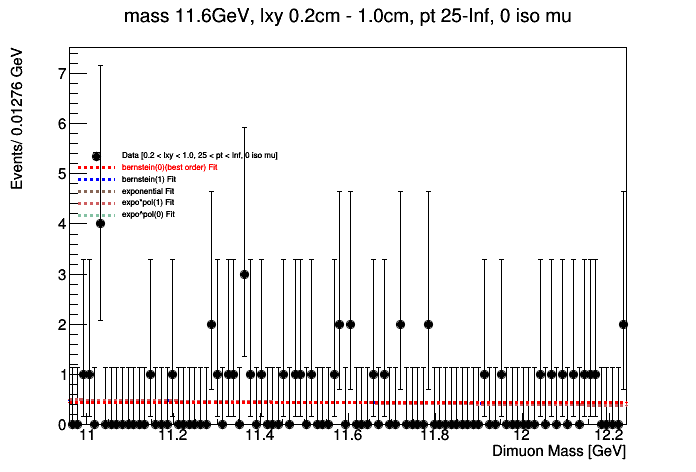 mass 11.6GeV, lxy 0.2cm - 1.0cm, pt 25-Inf, 0 iso mu
Events/ 0.01276 GeV
7
6
5
4
3
2
1
0
Data [0.2 < lxy < 1.0, 25 < pt < Inf, 0 iso mu]
bernstein(0)(best order) Fit
bernstein(1) Fit
exponential Fit
expo*pol(1) Fit
expo^pol(0) Fit
11 11.2 11.4 11.6 11.8 12 12.2
Dimuon Mass [GeV]